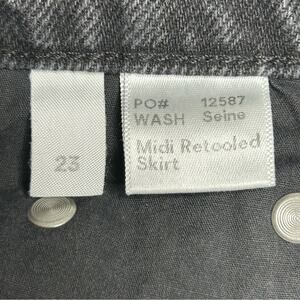 23
PO# 12587
WASH Seine
Midi Retooled
Skirt